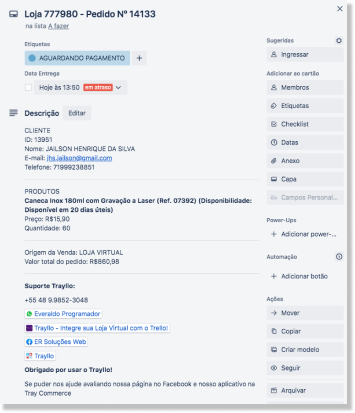 Loja 777980 - Pedido Nº 14133
na lista A fazer
Etiquetas
AGUARDANDO PAGAMENTO
Data Entrega
Hoje às 13:50 em atraso
Descrição Editar
CLIENTE
ID: 13951
Nome: JAILSON HENRIQUE DA SILVA
E-mail: jhs.jailson@gmail.com
Telefone: 71999238851
PRODUTOS
Caneca Inox 180ml com Gravação a Laser (Ref. 07392) (Disponibilidade:
Disponível em 20 dias úteis)
Preço: R$15,90
Quantidade: 60
Origem da Venda: LOJA VIRTUAL
Valor total do pedido: R$860,98
Suporte Trayllo:
+55 48 9.9852-3048
Everaldo Programador
Trayllo - Integre sua Loja Virtual com o Trello!
ER Soluções Web
Trayllo
Obrigado por usar o Trayllo!
Se puder nos ajude avaliando nossa página no Facebook e nosso aplicativo na
Tray Commerce
Sugeridas
Ingressar
Adicionar ao cartão
Membros
Etiquetas
Checklist
Datas
Anexo
Capa
Campos Personal...
Power-Ups
+ Adicionar power-...
Automação
+ Adicionar botão
Ações
Mover
Copiar
Criar modelo
Seguir
Arquivar